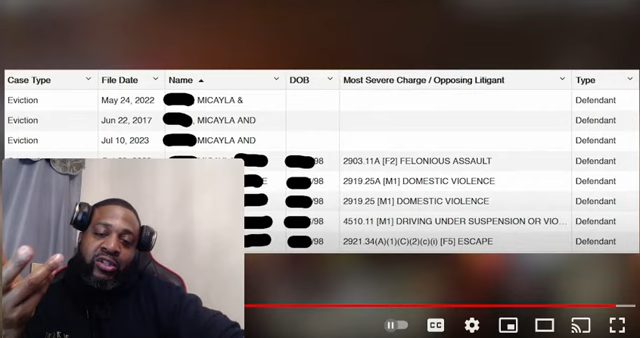 Case Type File Date Name DOB Most Severe Charge / Opposing Litigant Type
Eviction May 24, 2022 MICAYLA & Defendant
Eviction Jun 22, 2017 MICAYLA AND Defendant
Eviction Jul 10, 2023 MICAYLA AND Defendant
/98 2903.11A [F2] FELONIOUS ASSAULT Defendant
/98 2919.25A [M1] DOMESTIC VIOLENCE Defendant
/98 2919.25 [M1] DOMESTIC VIOLENCE Defendant
/98 4510.11 [M1] DRIVING UNDER SUSPENSION OR VIO... Defendant
/98 2921.34(A)(1)(C)(2)(c)(i) [F5] ESCAPE Defendant
CC